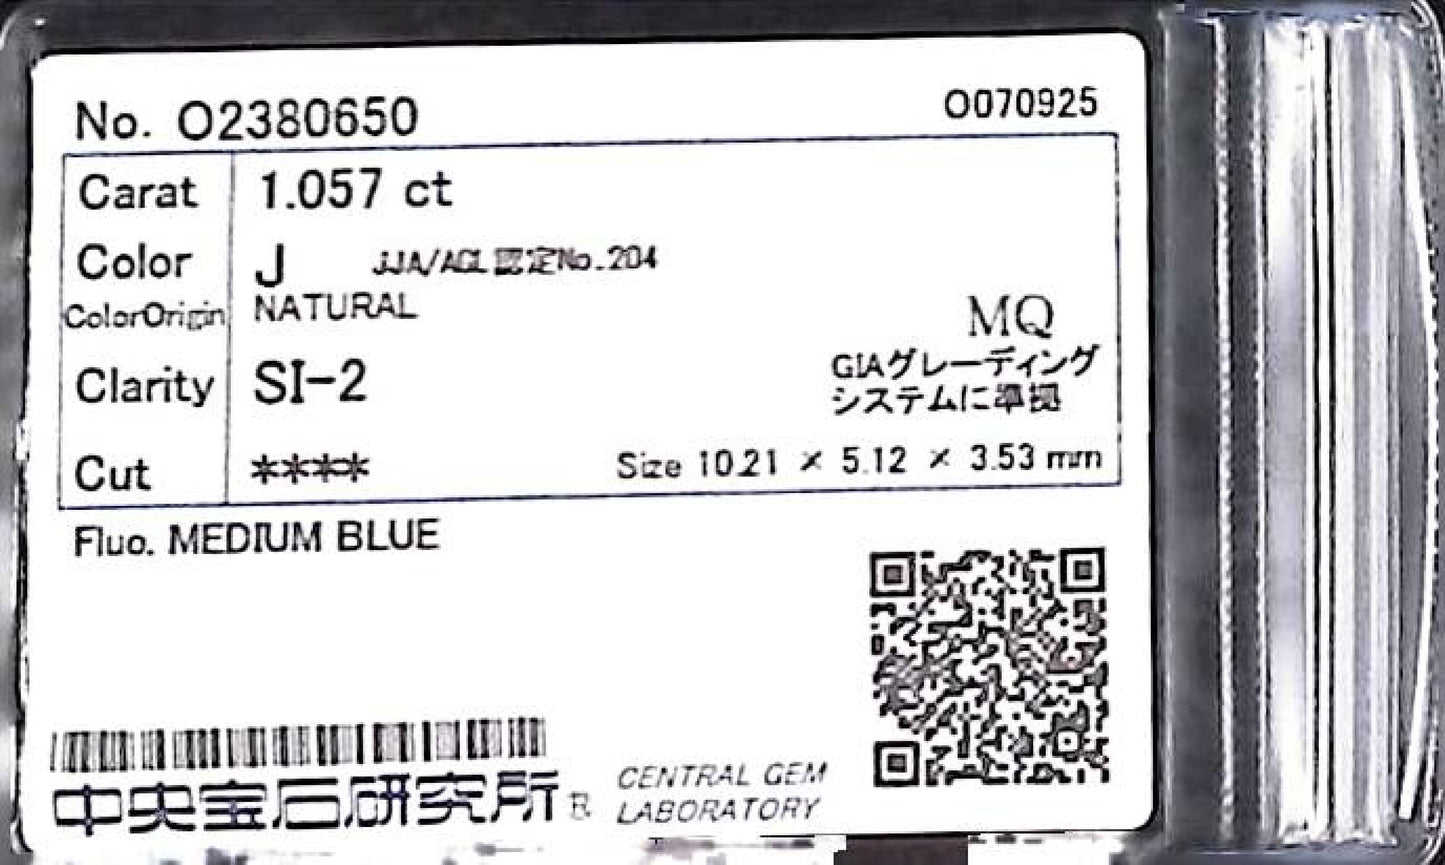 No. O2380650 O070925
Carat 1.057 ct
Color J JJA/AGL認定No.204
ColorOrigin NATURAL
MQ
Clarity SI-2
GIAグレーディング
システムに準拠
Cut **** Size 10.21 × 5.12 × 3.53 mm
Fluo. MEDIUM BLUE
中央宝石研究所 R
CENTRAL GEM
LABORATORY